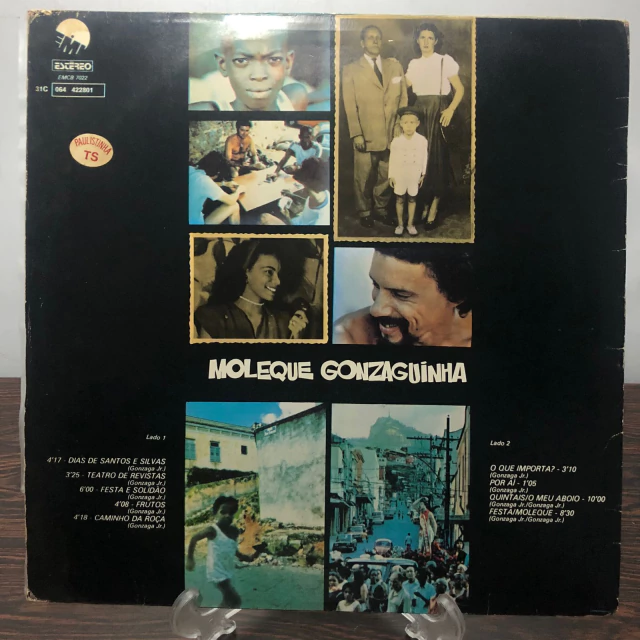 EMI
ESTEREO
EMCB 7022
31C 064 422801
PAULISTINHA
TS
MOLEQUE GONZAGUINHA
Lado 1
4'17 - DIAS DE SANTOS E SILVAS
(Gonzaga Jr.)
3'25 - TEATRO DE REVISTAS
(Gonzaga Jr.)
6'00 - FESTA E SOLIDÃO
(Gonzaga Jr.)
4'08 - FRUTOS
(Gonzaga Jr.)
4'18 - CAMINHO DA ROÇA
(Gonzaga Jr.)
Lado 2
O QUE IMPORTA? - 3'10
(Gonzaga Jr.)
POR AÍ - 1'05
(Gonzaga Jr.)
QUINTAIS/O MEU ABOIO - 10'00
(Gonzaga Jr./Gonzaga Jr.)
FESTA/MOLEQUE - 8'30
(Gonzaga Jr./Gonzaga Jr.)